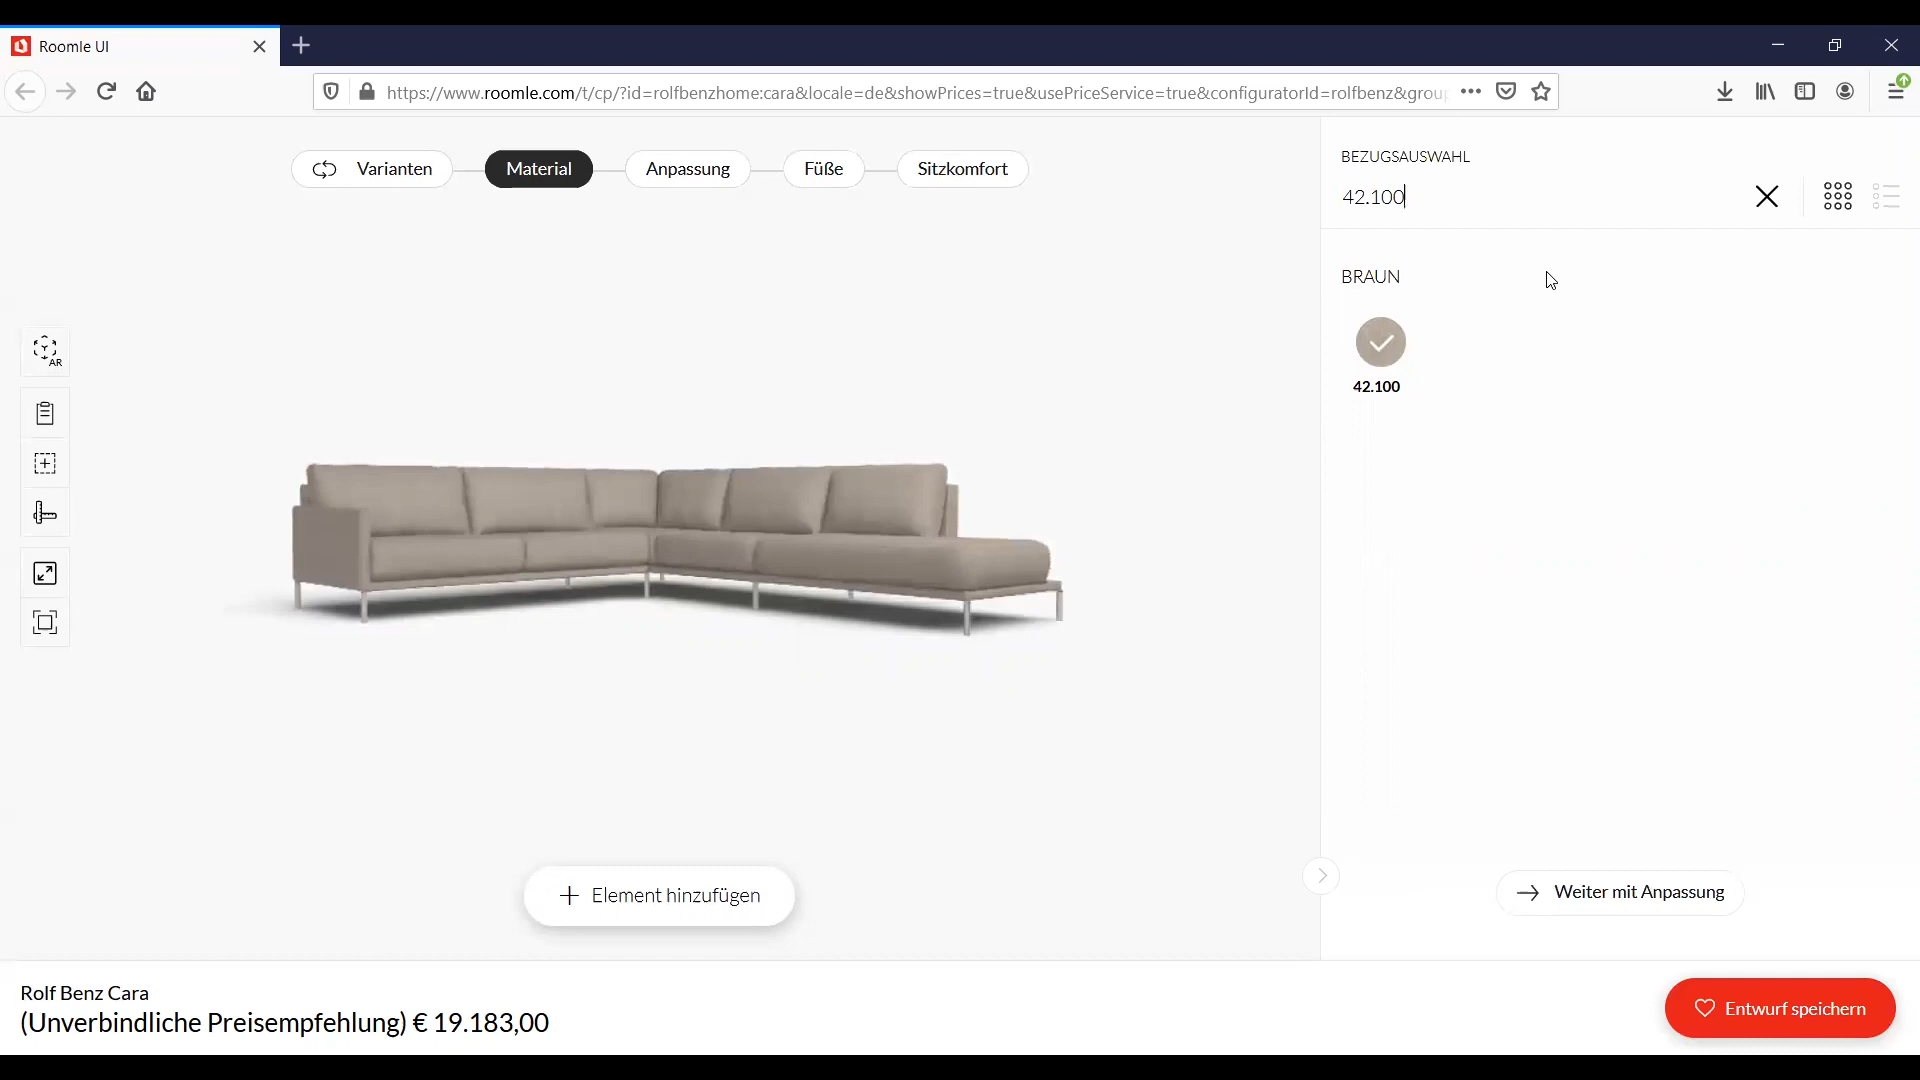 Roomle UI
https://www.roomle.com/t/cp/?id=rolfbenzhome:cara&locale=de&showPrices=true&usePriceService=true&configuratorId=rolfbenz&grou
Varianten
Material
Anpassung
Füße
Sitzkomfort
BEZUGSAUSWAHL
42.100
BRAUN
42.100
AR
Element hinzufügen
Weiter mit Anpassung
Rolf Benz Cara
(Unverbindliche Preisempfehlung) € 19.183,00
Entwurf speichern